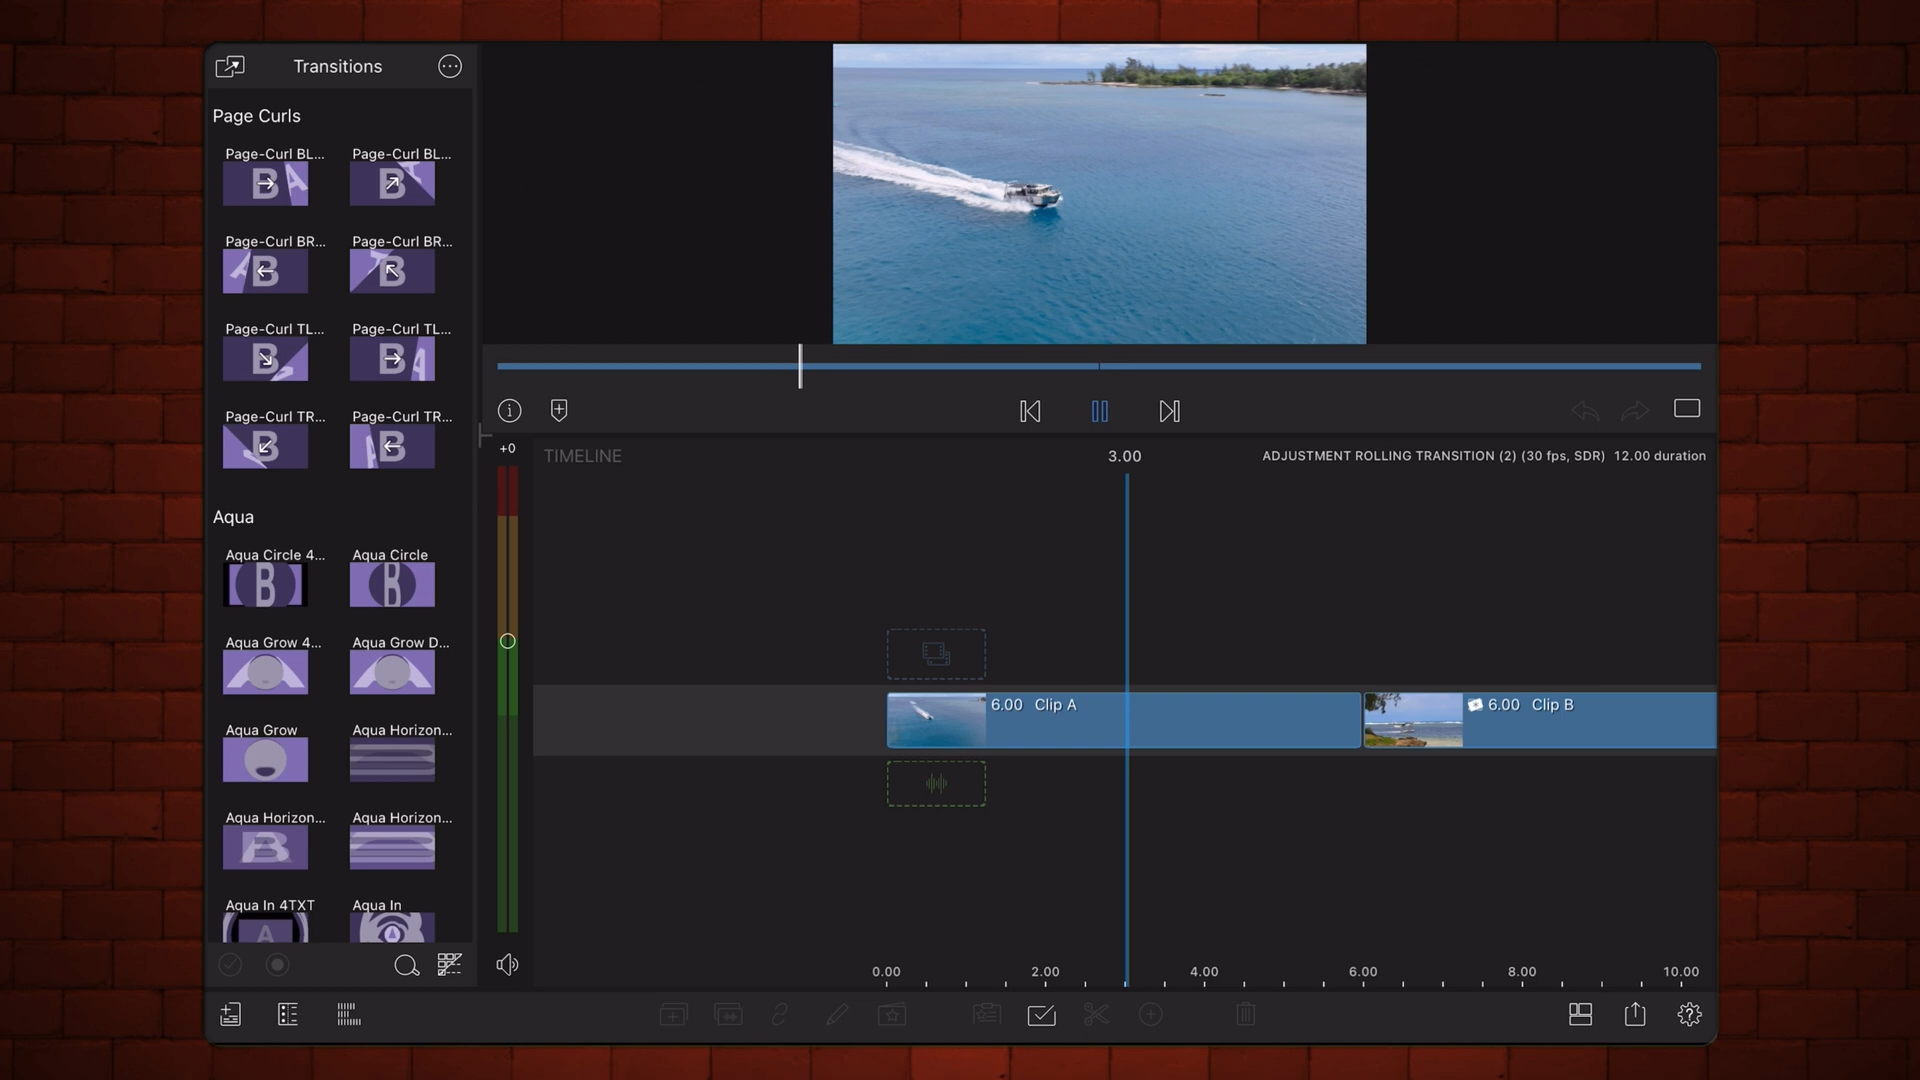 Transitions
Page Curls
Page-Curl BL...
Page-Curl BL...
B A
B
Page-Curl BR...
Page-Curl BR...
A B
B
Page-Curl TL...
Page-Curl TL...
B
B A
Page-Curl TR...
Page-Curl TR...
B
B
Aqua
Aqua Circle 4...
Aqua Circle
B
B
Aqua Grow 4...
Aqua Grow D...
Aqua Grow
Aqua Horizon...
Aqua Horizon...
Aqua Horizon...
B
Aqua In 4TXT
Aqua In
A
A
+0
TIMELINE
3.00
ADJUSTMENT ROLLING TRANSITION (2) (30 fps, SDR) 12.00 duration
6.00 Clip A
6.00 Clip B
0.00
2.00
4.00
6.00
8.00
10.00